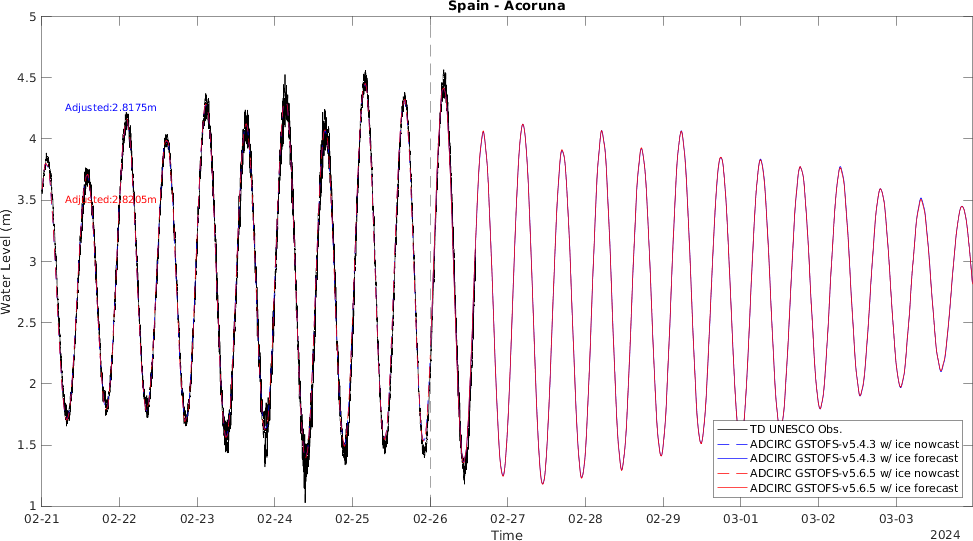 Spain - Acoruna
5
4.5
4
3.5
3
2.5
2
1.5
1
Water Level (m)
Adjusted:2.8175m
Adjusted:2.8205m
TD UNESCO Obs.
ADCIRC GSTOFS-v5.4.3 w/ ice nowcast
ADCIRC GSTOFS-v5.4.3 w/ ice forecast
ADCIRC GSTOFS-v5.6.5 w/ ice nowcast
ADCIRC GSTOFS-v5.6.5 w/ ice forecast
02-21 02-22 02-23 02-24 02-25 02-26 02-27 02-28 02-29 03-01 03-02 03-03
Time
2024